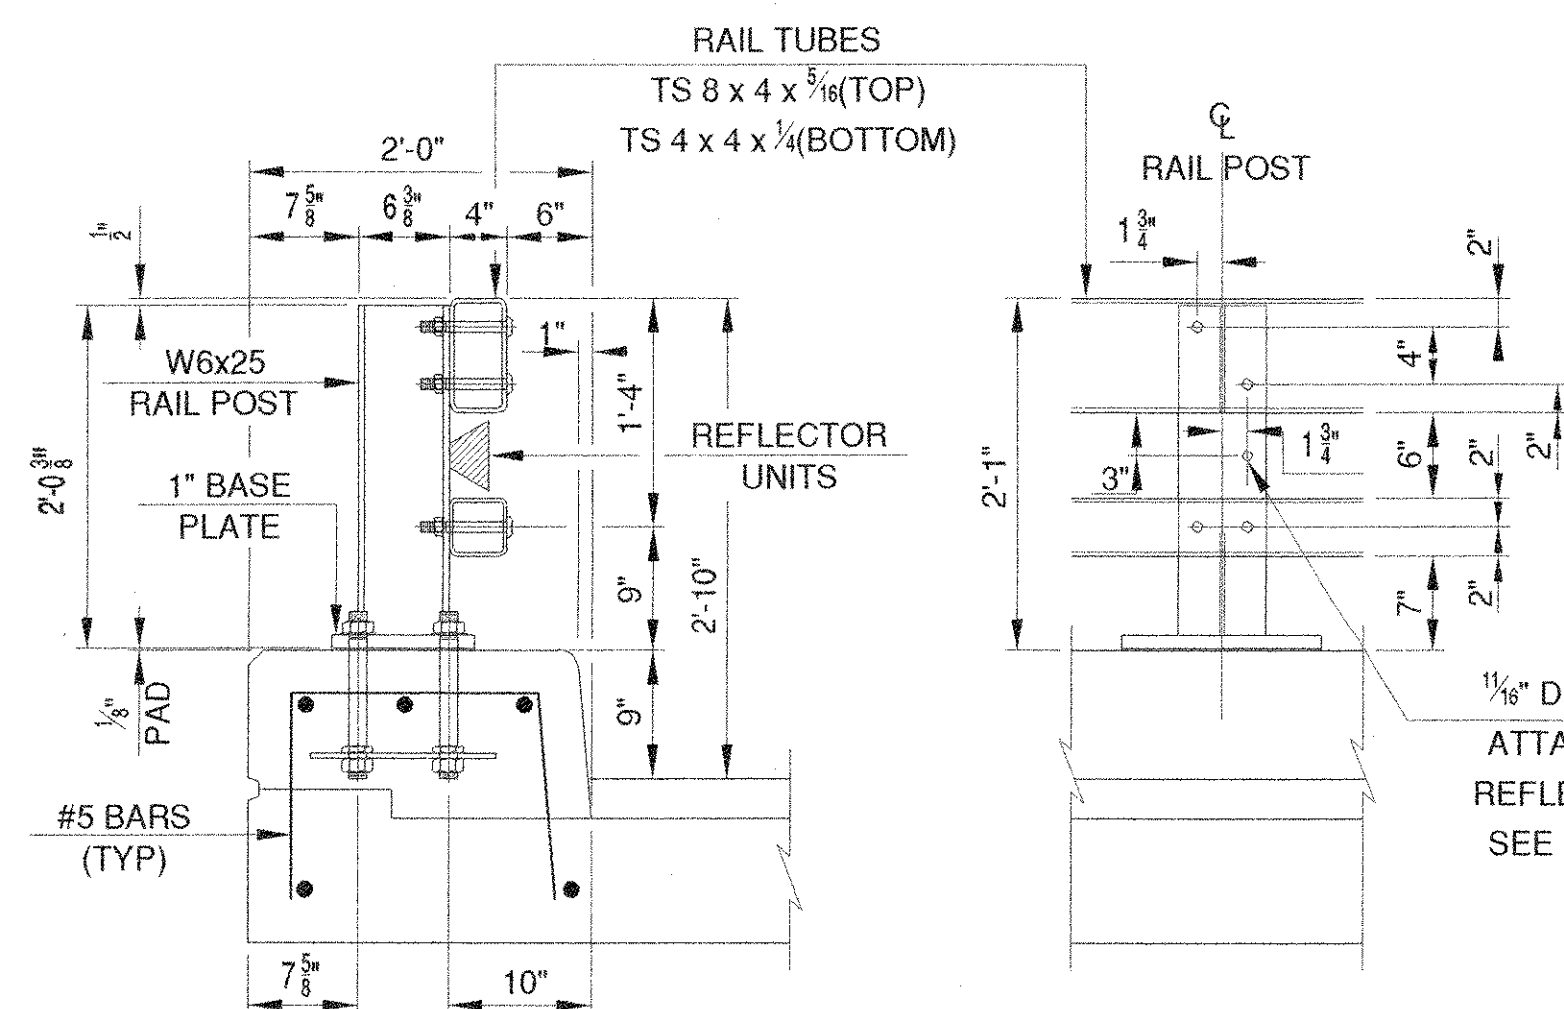 RAIL TUBES
TS 8 x 4 x 5/16(TOP)
TS 4 x 4 x 1/4(BOTTOM)
2'-0"
7 5/8"
6 3/8"
4"
6"
1/2"
1"
W6x25
RAIL POST
1'-4"
REFLECTOR
UNITS
2'-0 3/8"
1" BASE
PLATE
9"
2'-10"
1/8"
PAD
9"
#5 BARS
(TYP)
7 5/8"
10"
℄
RAIL POST
1 3/4"
2"
4"
2'-1"
3"
1 3/4"
6"
2"
2"
7"
2"
11/16" D
ATTA
REFLE
SEE